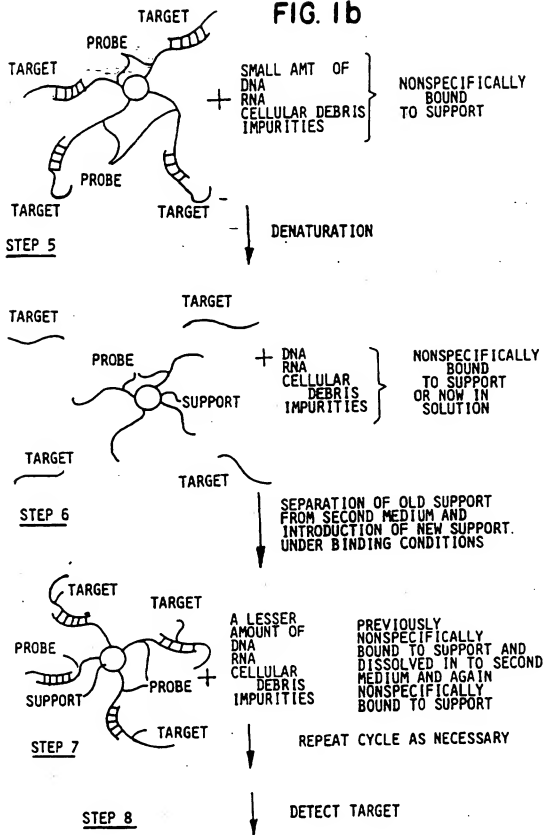 FIG. 1b
TARGET
PROBE
TARGET
SMALL AMT OF
DNA
RNA
CELLULAR DEBRIS
IMPURITIES
NONSPECIFICALLY
BOUND
TO SUPPORT
PROBE
TARGET
TARGET
STEP 5
DENATURATION
TARGET
TARGET
PROBE
SUPPORT
+ DNA
RNA
CELLULAR
DEBRIS
IMPURITIES
NONSPECIFICALLY
BOUND
TO SUPPORT
OR NOW IN
SOLUTION
TARGET
TARGET
STEP 6
SEPARATION OF OLD SUPPORT
FROM SECOND MEDIUM AND
INTRODUCTION OF NEW SUPPORT.
UNDER BINDING CONDITIONS
TARGET
TARGET
PROBE
SUPPORT
PROBE
+
A LESSER
AMOUNT OF
DNA
RNA
CELLULAR
DEBRIS
IMPURITIES
PREVIOUSLY
NONSPECIFICALLY
BOUND TO SUPPORT AND
DISSOLVED IN TO SECOND
MEDIUM AND AGAIN
NONSPECIFICALLY
BOUND TO SUPPORT
TARGET
STEP 7
REPEAT CYCLE AS NECESSARY
STEP 8
DETECT TARGET